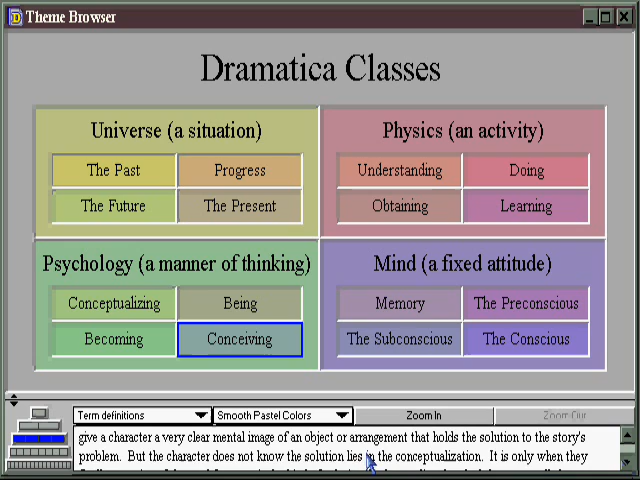 Theme Browser
Dramatica Classes
Universe (a situation)
The Past
Progress
The Future
The Present
Physics (an activity)
Understanding
Doing
Obtaining
Learning
Psychology (a manner of thinking)
Conceptualizing
Being
Becoming
Conceiving
Mind (a fixed attitude)
Memory
The Preconscious
The Subconscious
The Conscious
Term definitions
Smooth Pastel Colors
Zoom In
Zoom Out
give a character a very clear mental image of an object or arrangement that holds the solution to the story's
problem. But the character does not know the solution lies in the conceptualization. It is only when they